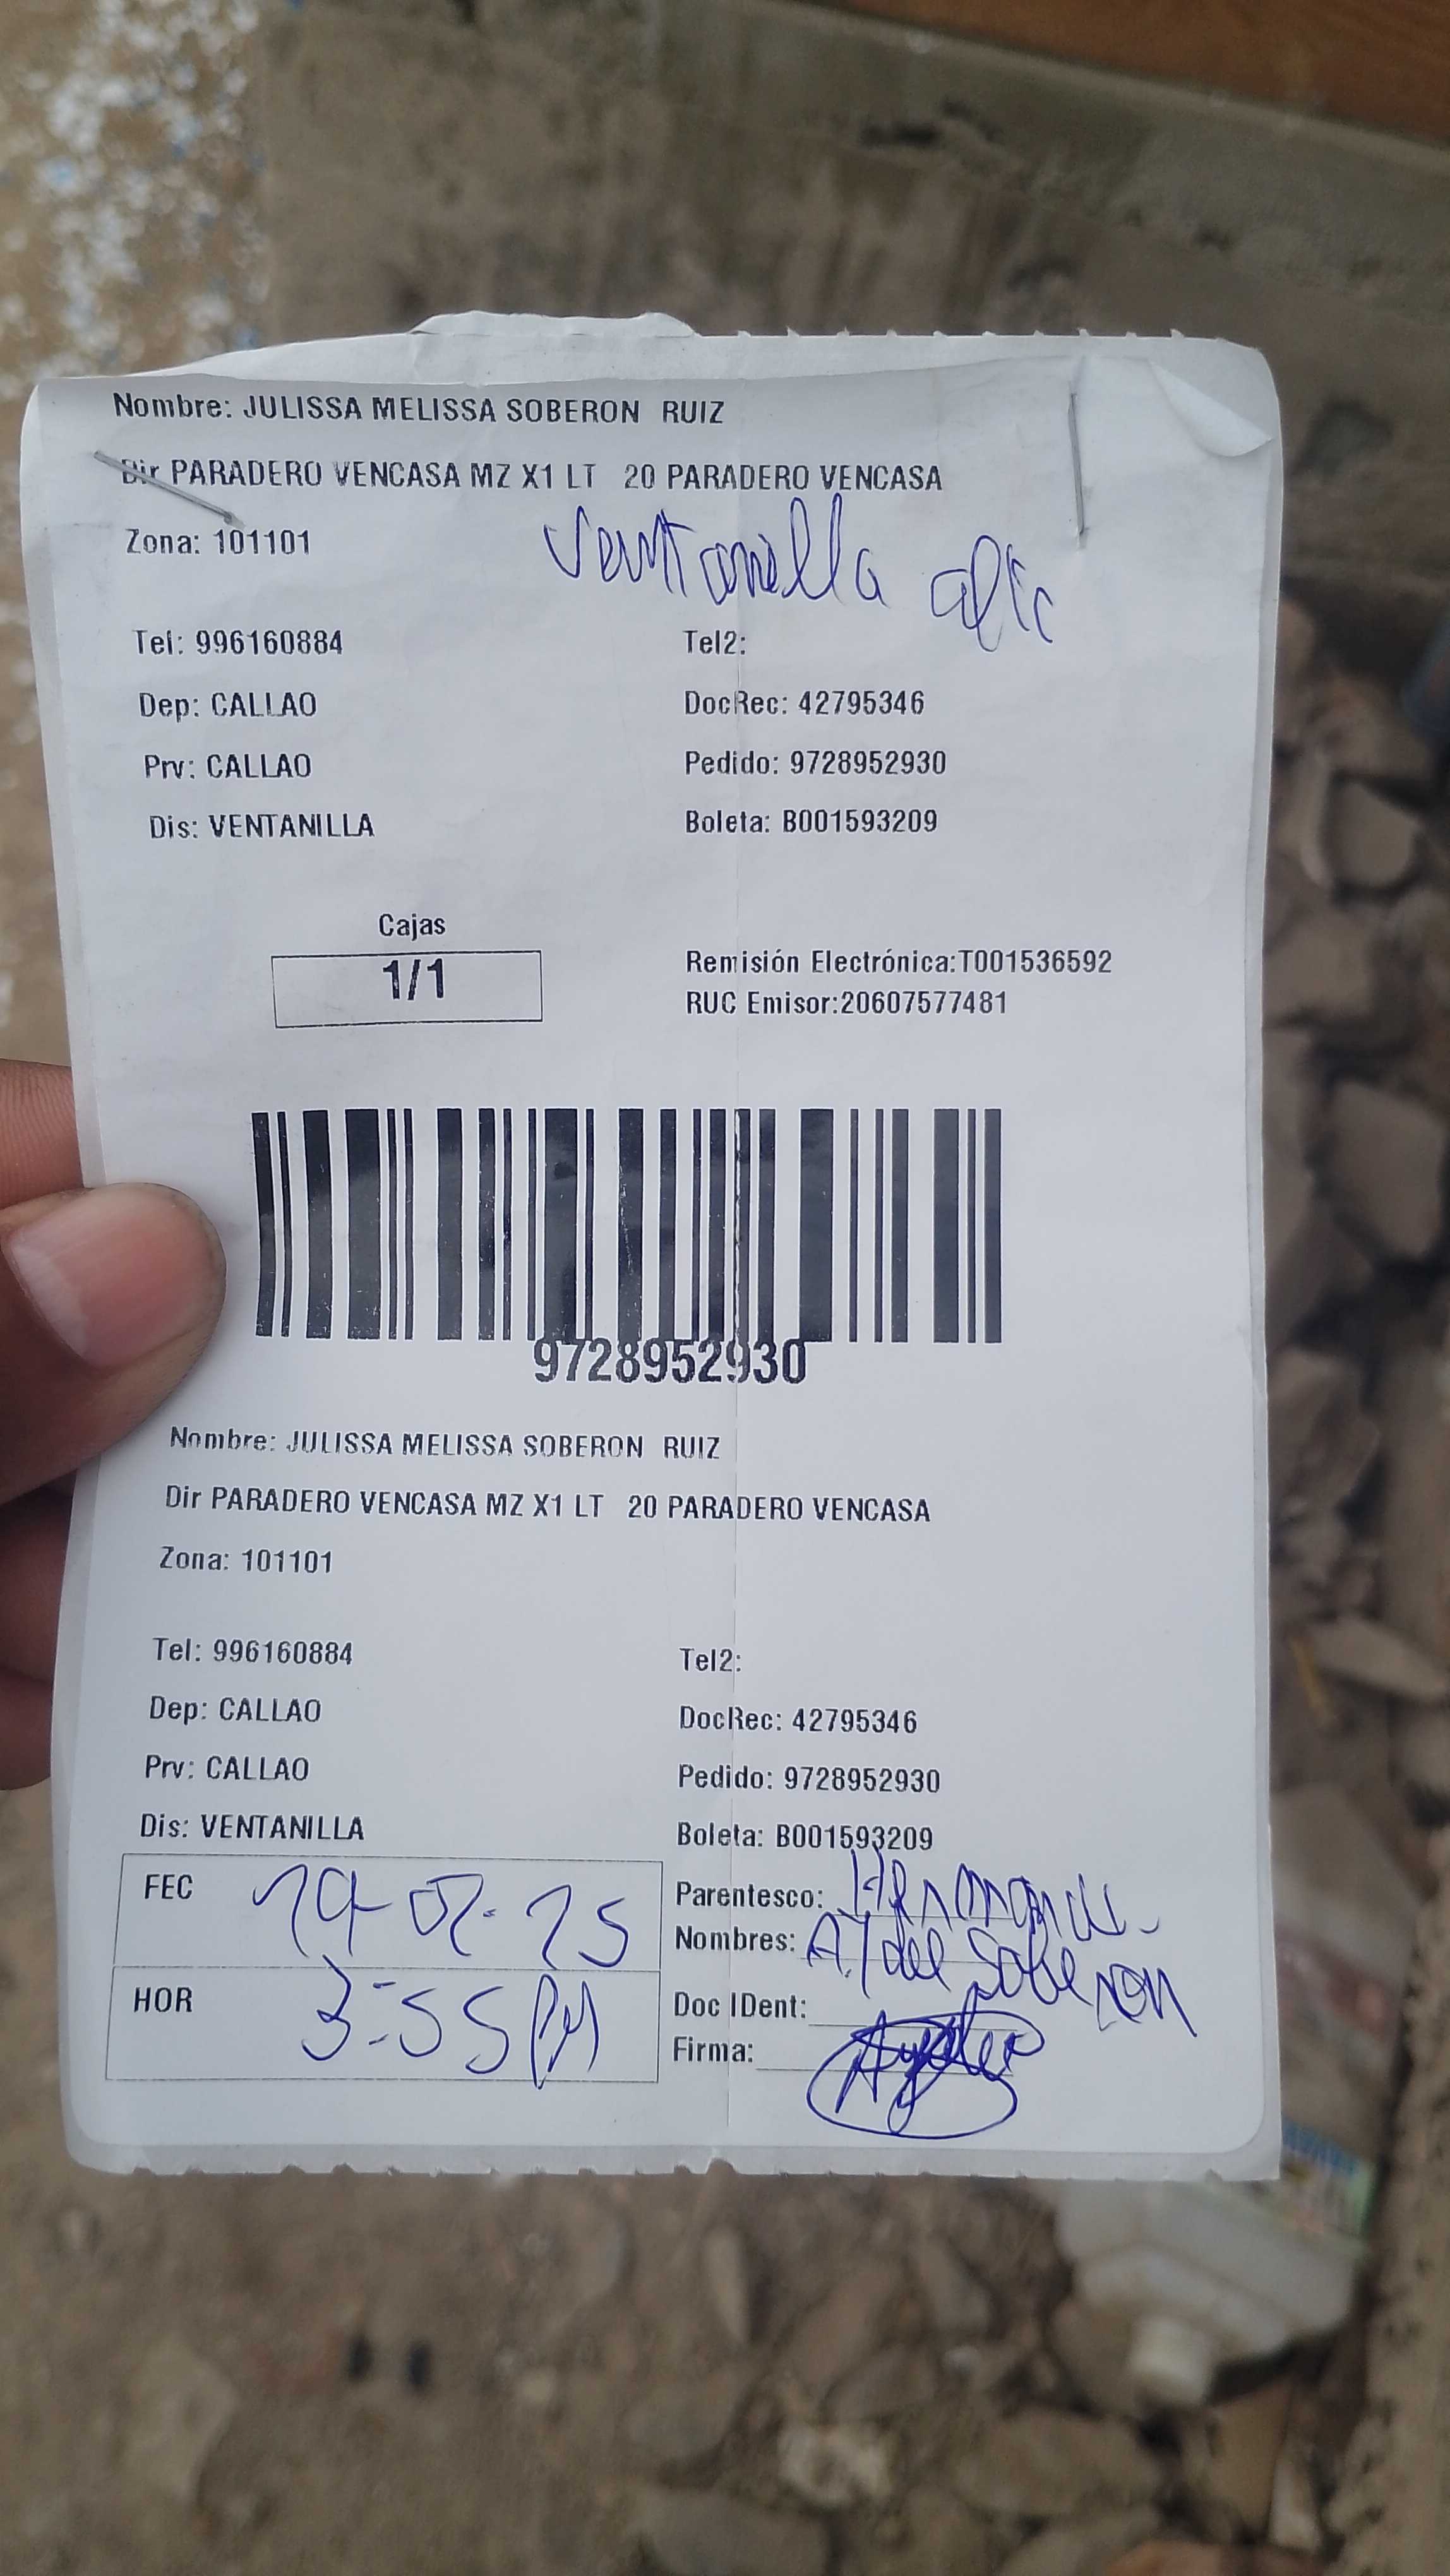 Nombre: JULISSA MELISSA SOBERON RUIZ
Dir PARADERO VENCASA MZ X1 LT 20 PARADERO VENCASA
Zona: 101101
Ventanilla
Tel: 996160884 Tel2:
Dep: CALLAO DocRec: 42795346
Prv: CALLAO Pedido: 9728952930
Dis: VENTANILLA Boleta: B001593209
Cajas
1/1
Remisión Electrónica:T001536592
RUC Emisor:20607577481
9728952930
Nombre: JULISSA MELISSA SOBERON RUIZ
Dir PARADERO VENCASA MZ X1 LT 20 PARADERO VENCASA
Zona: 101101
Tel: 996160884 Tel2:
Dep: CALLAO DocRec: 42795346
Prv: CALLAO Pedido: 9728952930
Dis: VENTANILLA Boleta: B001593209
FEC
Parentesco:
Nombres: Soberon
HOR 3:55 PM
Doc IDent:
Firma: